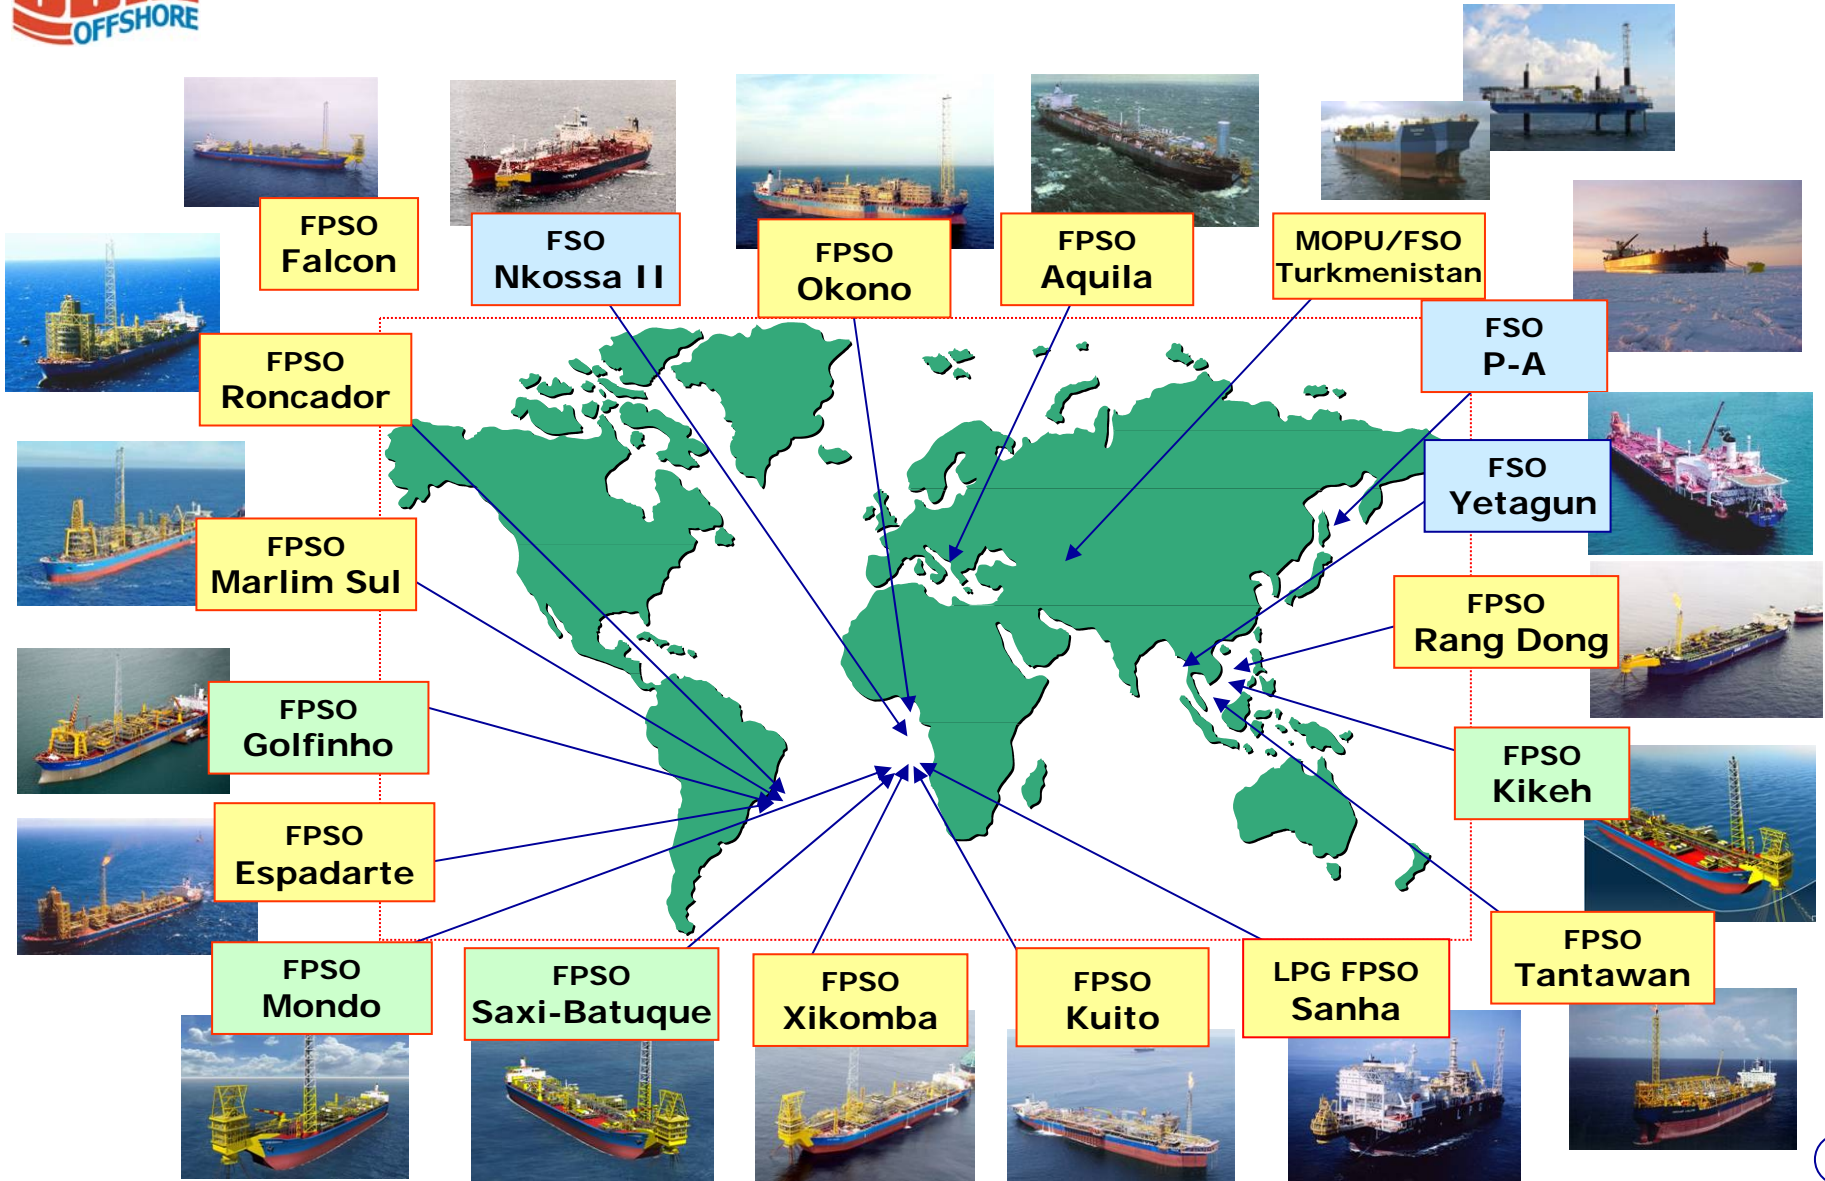 OFFSHORE
FPSO
Falcon
FSO
Nkossa II
FPSO
Okono
FPSO
Aquila
MOPU/FSO
Turkmenistan
FPSO
Roncador
FSO
P-A
FSO
Yetagun
FPSO
Marlim Sul
FPSO
Rang Dong
FPSO
Golfinho
FPSO
Kikeh
FPSO
Espadarte
FPSO
Mondo
FPSO
Saxi-Batuque
FPSO
Xikomba
FPSO
Kuito
LPG FPSO
Sanha
FPSO
Tantawan